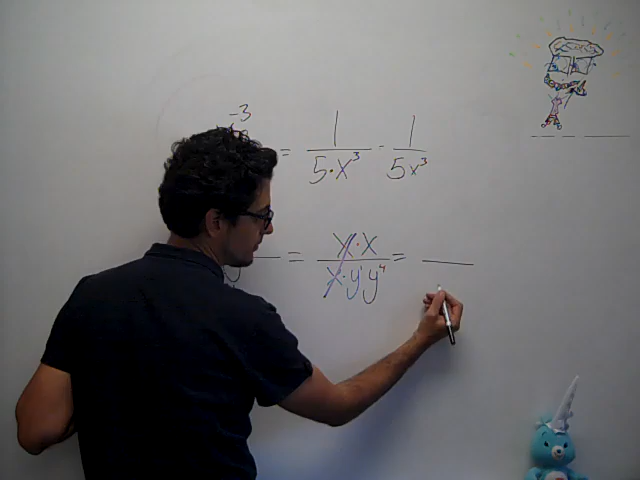 -3 = 1/(5·x³) - 1/(5x³)
y = (x·x)/(x·y y⁴) =